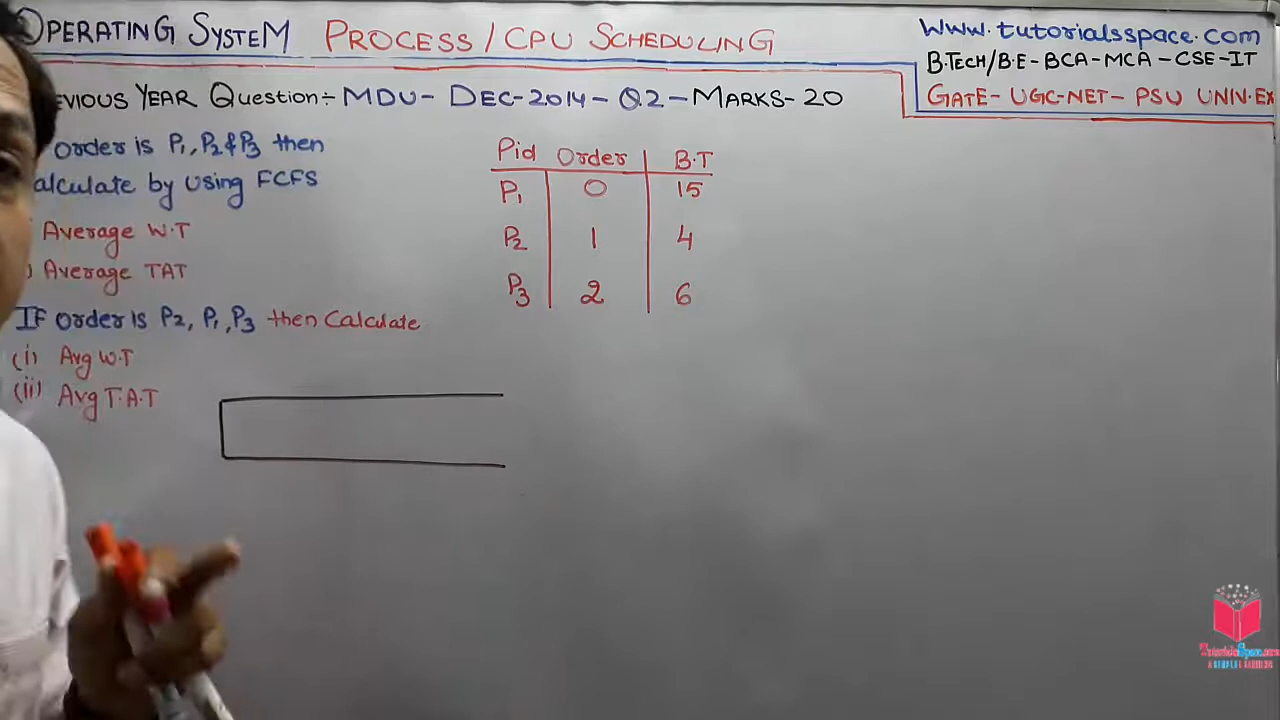 OPERATING SYSTEM PROCESS / CPU SCHEDULING
www.tutorialsspace.com
B.TECH/B.E-BCA-MCA-CSE-IT
GATE-UGC-NET-PSU UNIV.EX
EVIOUS YEAR Question:- MDU- DEC-2014-Q.2-MARKS-20
Order is P1, P2 & P3 then
alculate by Using FCFS
Average W.T
) Average TAT
IF Order is P2, P1, P3 then Calculate
(i) Avg W.T
(ii) Avg T.A.T
Pid Order B.T
P1 0 15
P2 1 4
P3 2 6